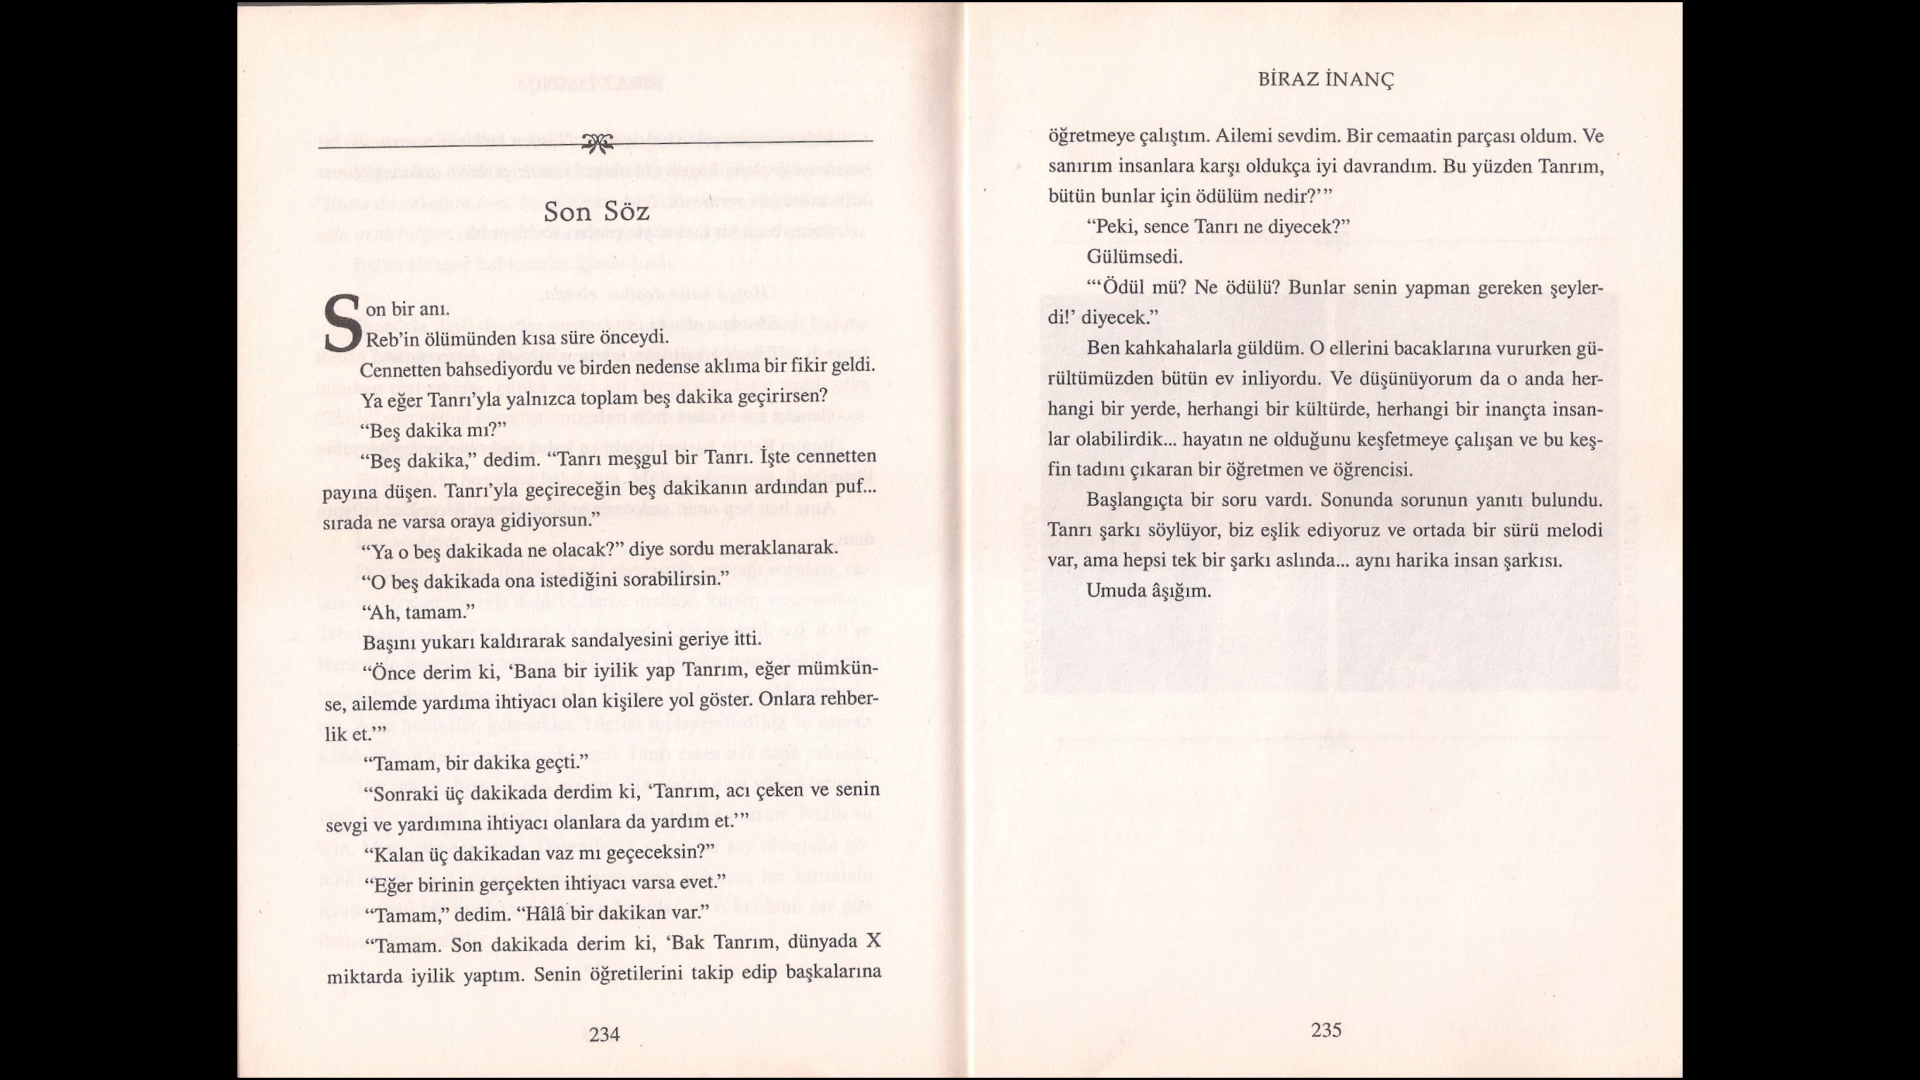 Son Söz
Son bir anı.
Reb’in ölümünden kısa süre önceydi.
Cennetten bahsediyordu ve birden nedense aklıma bir fikir geldi.
Ya eğer Tanrı’yla yalnızca toplam beş dakika geçirirsen?
“Beş dakika mı?”
“Beş dakika,” dedim. “Tanrı meşgul bir Tanrı. İşte cennetten
payına düşen. Tanrı’yla geçireceğin beş dakikanın ardından puf...
sırada ne varsa oraya gidiyorsun.”
“Ya o beş dakikada ne olacak?” diye sordu meraklanarak.
“O beş dakikada ona istediğini sorabilirsin.”
“Ah, tamam.”
Başını yukarı kaldırarak sandalyesini geriye itti.
“Önce derim ki, ‘Bana bir iyilik yap Tanrım, eğer mümkün-
se, ailemde yardıma ihtiyacı olan kişilere yol göster. Onlara rehber-
lik et.’”
“Tamam, bir dakika geçti.”
“Sonraki üç dakikada derdim ki, ‘Tanrım, acı çeken ve senin
sevgi ve yardımına ihtiyacı olanlara da yardım et.’”
“Kalan üç dakikadan vaz mı geçeceksin?”
“Eğer birinin gerçekten ihtiyacı varsa evet.”
“Tamam,” dedim. “Hâlâ bir dakikan var.”
“Tamam. Son dakikada derim ki, ‘Bak Tanrım, dünyada X
miktarda iyilik yaptım. Senin öğretilerini takip edip başkalarına
234
BİRAZ İNANÇ
öğretmeye çalıştım. Ailemi sevdim. Bir cemaatin parçası oldum. Ve
sanırım insanlara karşı oldukça iyi davrandım. Bu yüzden Tanrım,
bütün bunlar için ödülüm nedir?’”
“Peki, sence Tanrı ne diyecek?”
Gülümsedi.
“‘Ödül mü? Ne ödülü? Bunlar senin yapman gereken şeyler-
di!’ diyecek.”
Ben kahkahalarla güldüm. O ellerini bacaklarına vururken gü-
rültümüzden bütün ev inliyordu. Ve düşünüyorum da o anda her-
hangi bir yerde, herhangi bir kültürde, herhangi bir inançta insan-
lar olabilirdik... hayatın ne olduğunu keşfetmeye çalışan ve bu keş-
fin tadını çıkaran bir öğretmen ve öğrencisi.
Başlangıçta bir soru vardı. Sonunda sorunun yanıtı bulundu.
Tanrı şarkı söylüyor, biz eşlik ediyoruz ve ortada bir sürü melodi
var, ama hepsi tek bir şarkı aslında... aynı harika insan şarkısı.
Umuda âşığım.
235